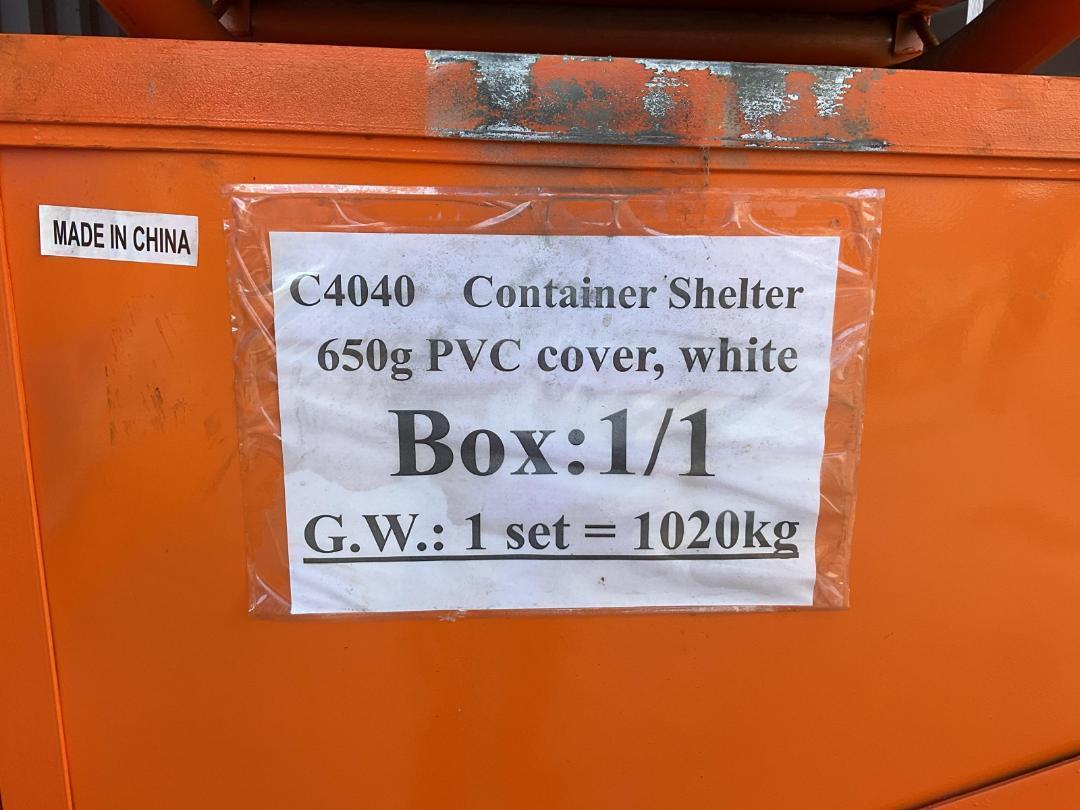 MADE IN CHINA
C4040 Container Shelter
650g PVC cover, white
Box:1/1
G.W.: 1 set = 1020kg